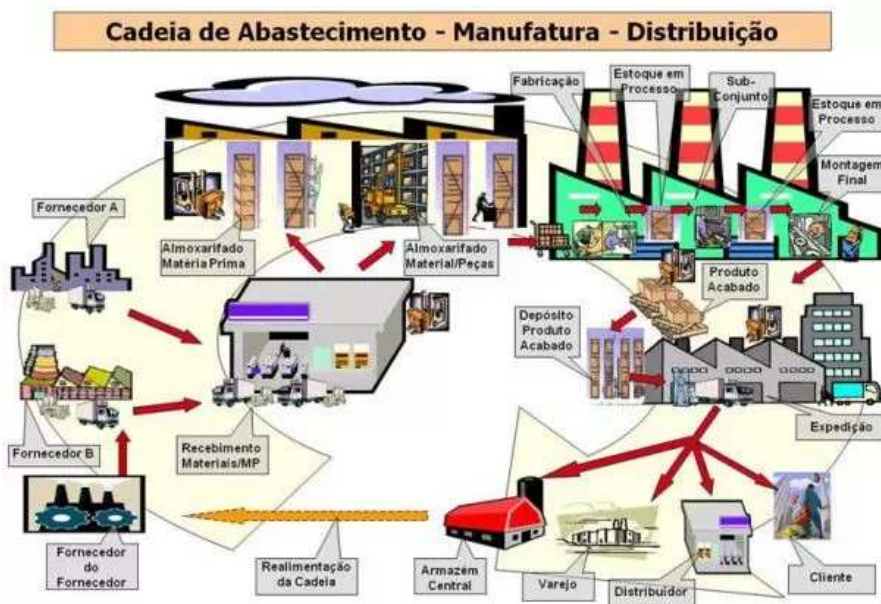 Cadeia de Abastecimento - Manufatura - Distribuição
Fabricação
Estoque em
Processo
Sub-
Conjunto
Estoque em
Processo
Montagem
Final
Fornecedor A
Almoxarifado
Matéria Prima
Almoxarifado
Material/Peças
Produto
Acabado
Depósito
Produto
Acabado
Fornecedor B
Recebimento
Materiais/MP
Expedição
Fornecedor
do
Fornecedor
Realimentação
da Cadeia
Armazém
Central
Varejo
Distribuidor
Cliente